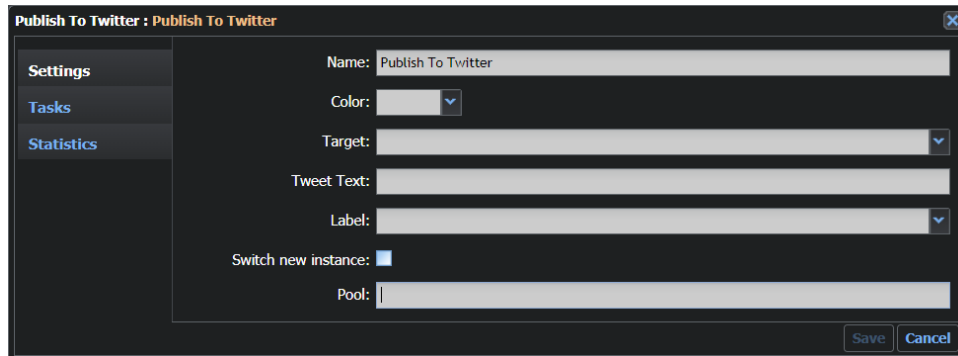 Publish To Twitter : Publish To Twitter
Settings
Tasks
Statistics
Name: Publish To Twitter
Color:
Target:
Tweet Text:
Label:
Switch new instance:
Pool:
Save Cancel